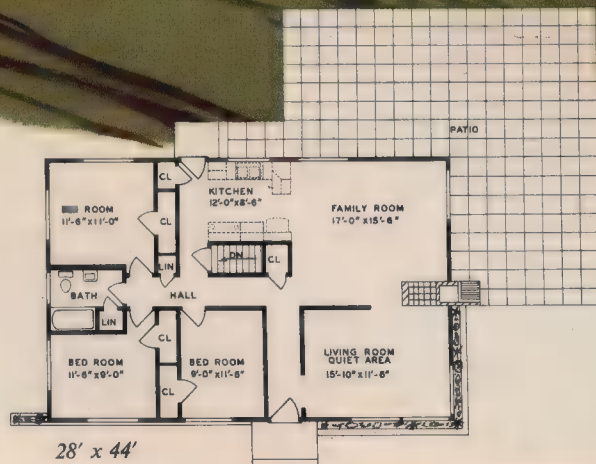 PATIO
CL
KITCHEN
12'-0"x8'-6"
ROOM
11'-6"x11'-0"
CL
FAMILY ROOM
17'-0"x15'-6"
DN
CL
LIN
BATH
HALL
LIN
CL
BED ROOM
11'-6"x9'-0"
BED ROOM
9'-0"x11'-6"
LIVING ROOM
QUIET AREA
15'-10"x11'-6"
CL
28' x 44'